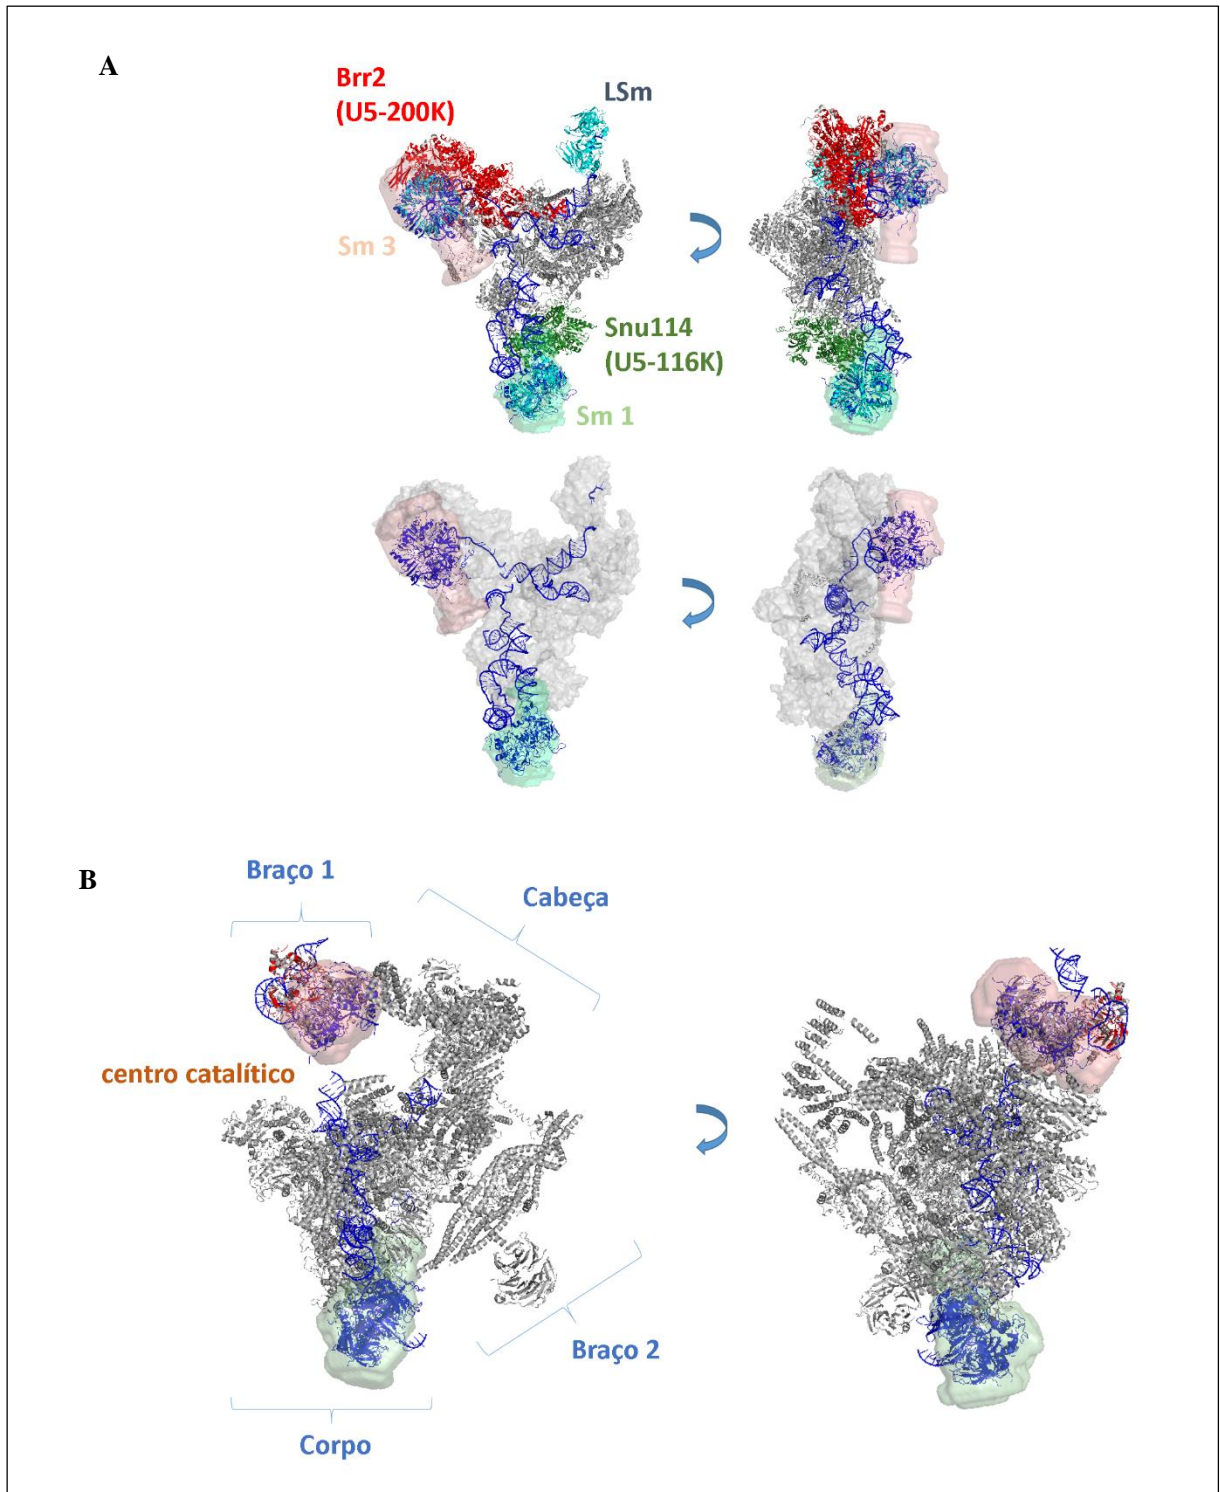 A
Brr2
(U5-200K)
LSm
Sm 3
Snu114
(U5-116K)
Sm 1
B
Braço 1
Cabeça
centro catalítico
Braço 2
Corpo